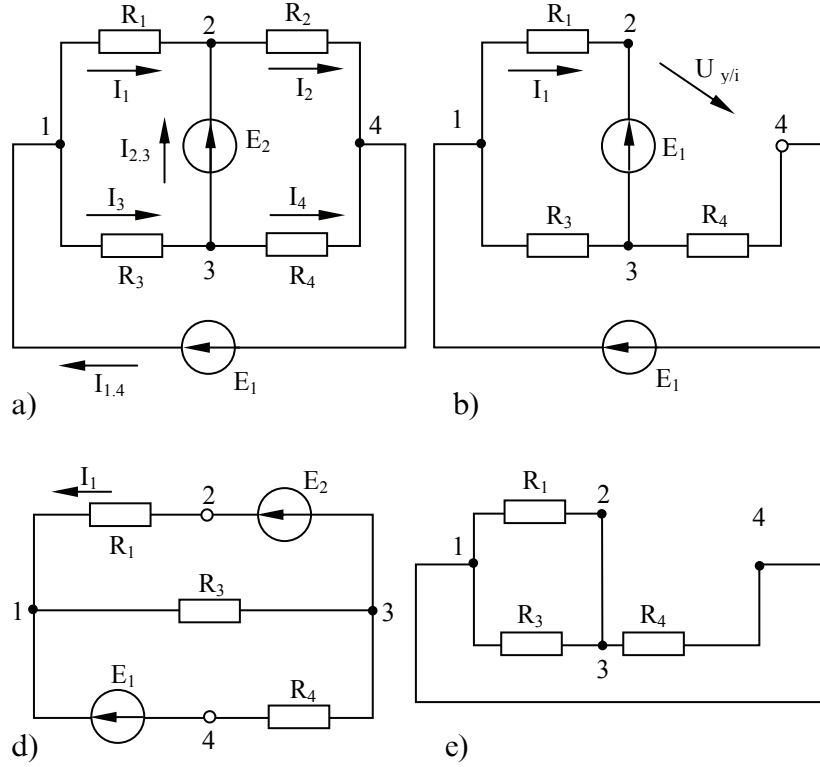 R₁ 2 R₂
I₁ I₂
1 4
I₂.₃ E₂
I₃ I₄
R₃ 3 R₄
E₁
I₁.₄
a)
R₁ 2
I₁ U y/i
1 4
E₁
R₃ R₄
3
E₁
b)
I₁ 2 E₂
R₁
R₃
1 3
E₁ R₄
4
d)
R₁ 2
4
1
R₃ R₄
3
e)